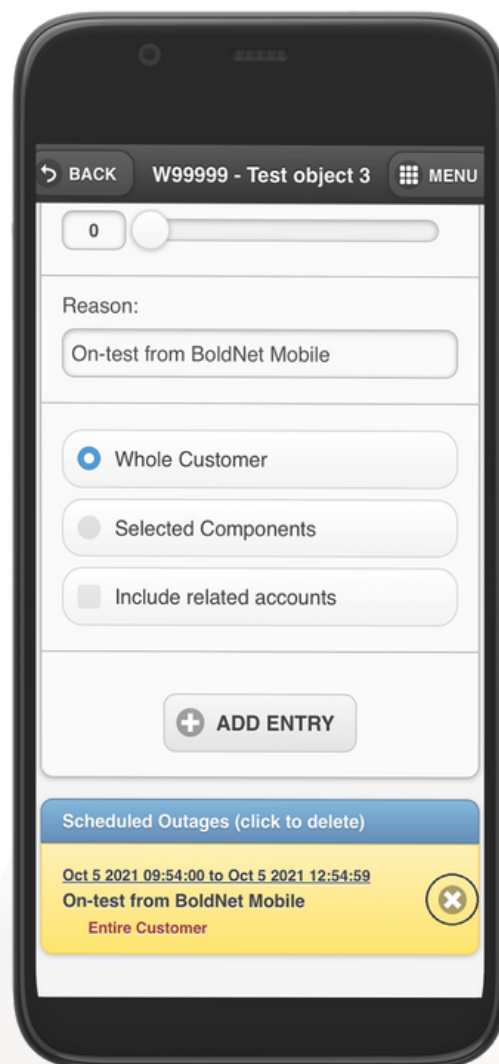 BACK
W99999 - Test object 3
MENU
0
Reason:
On-test from BoldNet Mobile
Whole Customer
Selected Components
Include related accounts
ADD ENTRY
Scheduled Outages (click to delete)
Oct 5 2021 09:54:00 to Oct 5 2021 12:54:59
On-test from BoldNet Mobile
Entire Customer